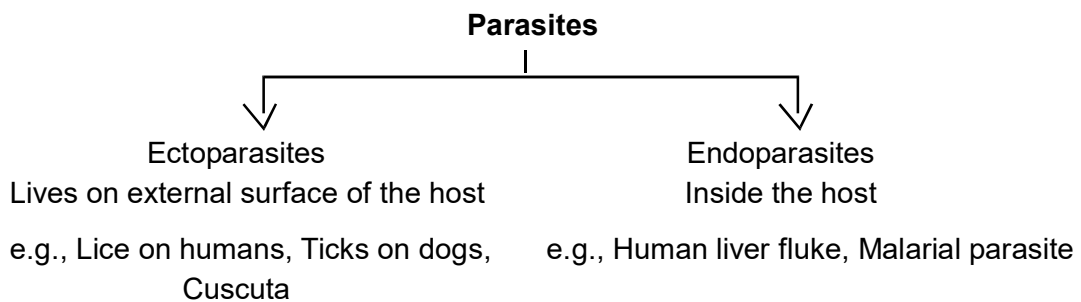 Parasites
Ectoparasites
Lives on external surface of the host
e.g., Lice on humans, Ticks on dogs,
Cuscuta
Endoparasites
Inside the host
e.g., Human liver fluke, Malarial parasite